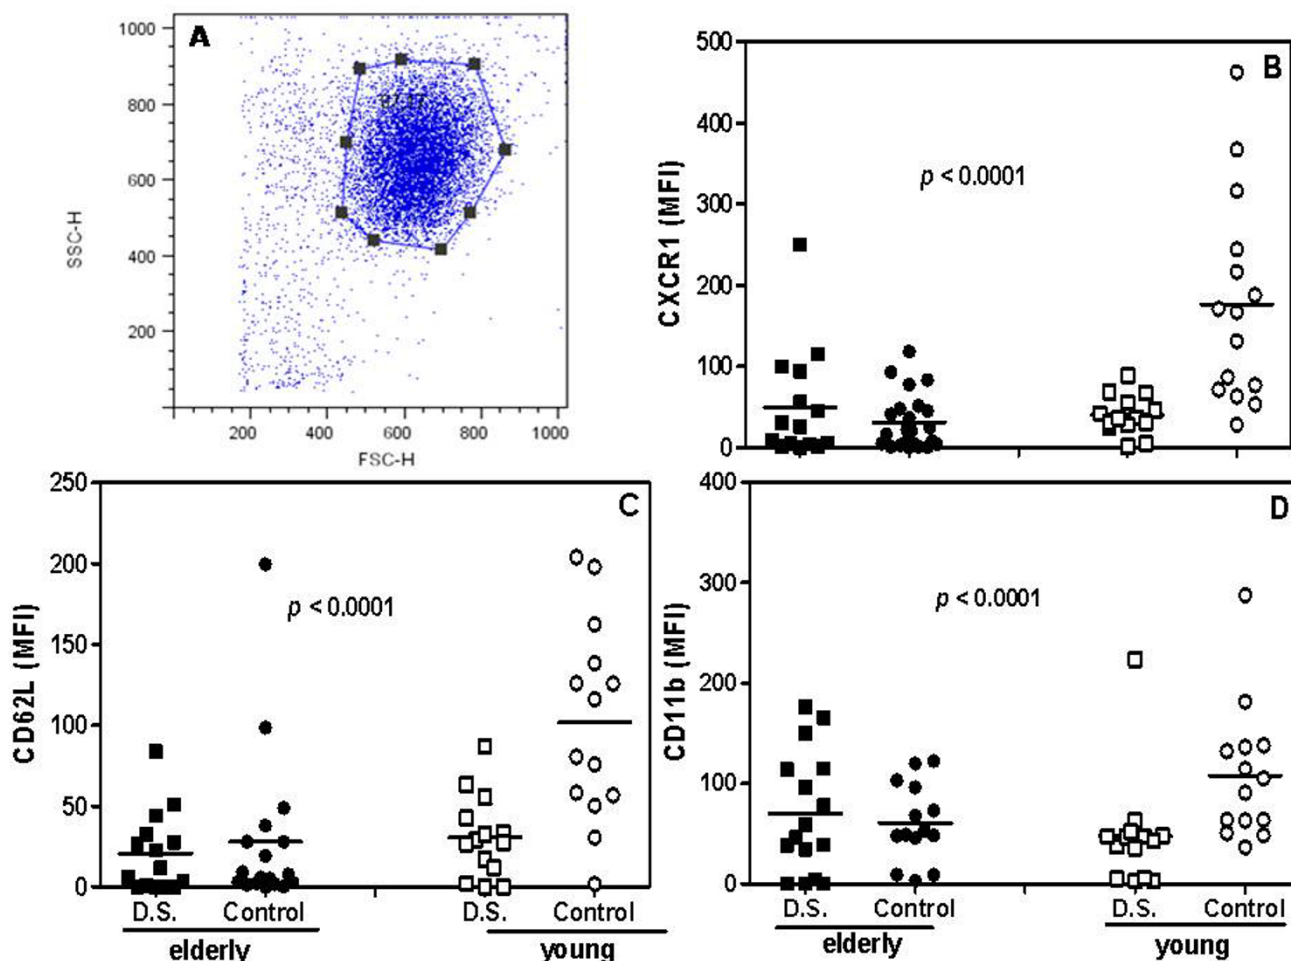 A
1000
800
600
400
200
SSC-H
200 400 600 800 1000
FSC-H
B
500
400
300
200
100
0
CXCR1 (MFI)
p < 0.0001
C
250
200
150
100
50
0
CD62L (MFI)
p < 0.0001
D.S. Control D.S. Control
elderly young
D
400
300
200
100
0
CD11b (MFI)
p < 0.0001
D.S. Control D.S. Control
elderly young